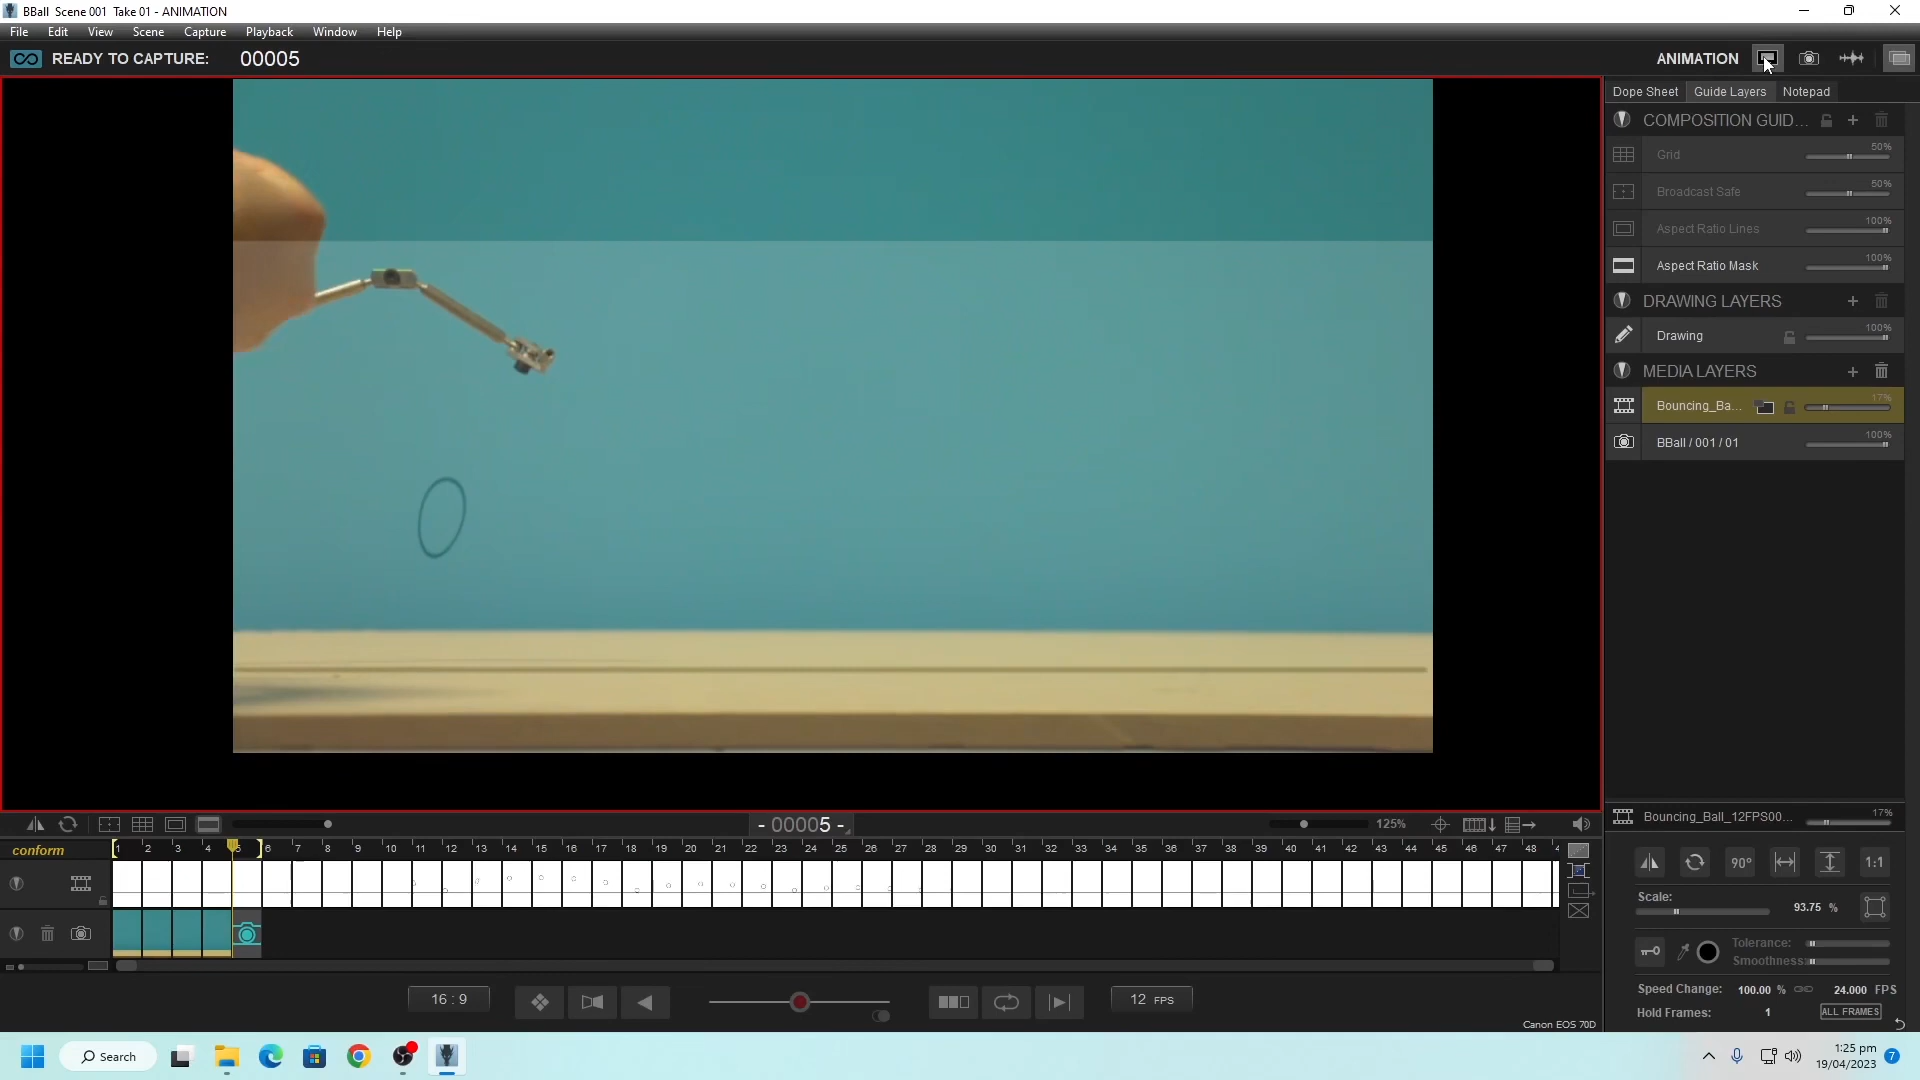 BBall Scene 001 Take 01 - ANIMATION
File Edit View Scene Capture Playback Window Help
READY TO CAPTURE: 00005
ANIMATION
Dope Sheet Guide Layers Notepad
COMPOSITION GUID...
Grid 50%
Broadcast Safe 50%
Aspect Ratio Lines 100%
Aspect Ratio Mask 100%
DRAWING LAYERS
Drawing 100%
MEDIA LAYERS
Bouncing_Ba... 17%
BBall / 001 / 01 100%
- 00005 -
125%
Bouncing_Ball_12FPS00... 17%
conform
1 2 3 4 5 6 7 8 9 10 11 12 13 14 15 16 17 18 19 20 21 22 23 24 25 26 27 28 29 30 31 32 33 34 35 36 37 38 39 40 41 42 43 44 45 46 47 48
90° 1:1
Scale: 93.75 %
Tolerance:
Smoothness:
Speed Change: 100.00 % 24.000 FPS
Hold Frames: 1 ALL FRAMES
16 : 9
12 FPS
Canon EOS 70D
Search
1:25 pm
19/04/2023
7